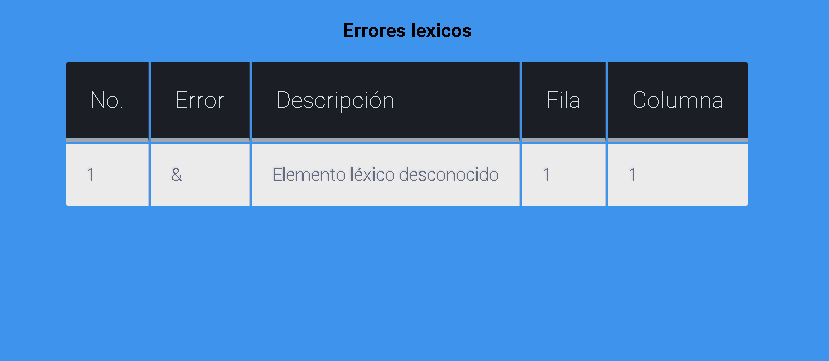 Errores lexicos
No. Error Descripción Fila Columna
1 & Elemento léxico desconocido 1 1